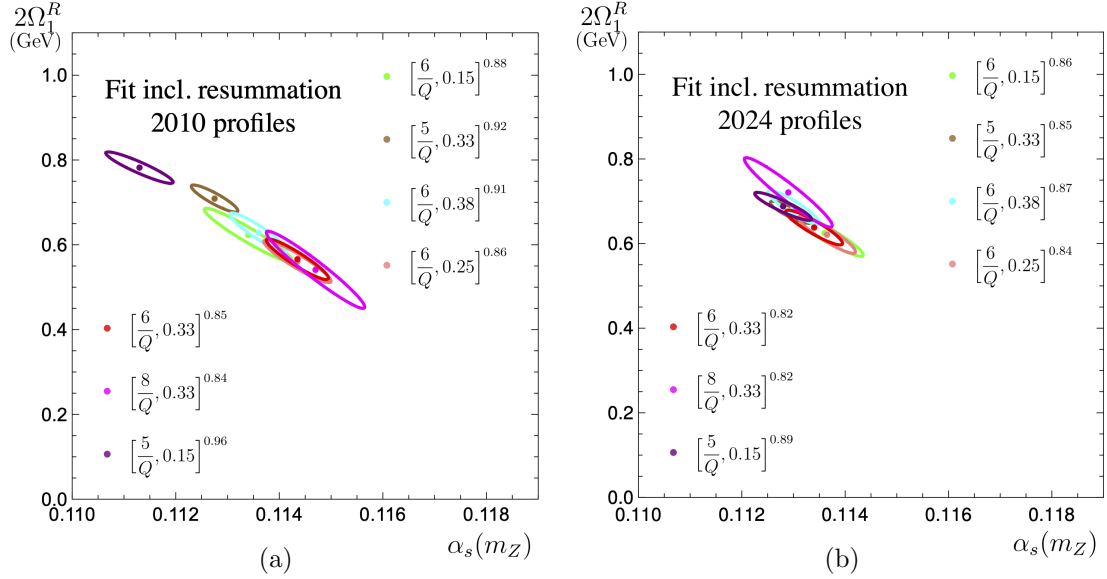 2Ω₁ᴿ
(GeV)
1.0
0.8
0.6
0.4
0.2
0.0
0.110
0.112
0.114
0.116
0.118
α_s(m_Z)
Fit incl. resummation
2010 profiles
[6/Q, 0.15]^0.88
[5/Q, 0.33]^0.92
[6/Q, 0.38]^0.91
[6/Q, 0.25]^0.86
[6/Q, 0.33]^0.85
[8/Q, 0.33]^0.84
[5/Q, 0.15]^0.96
(a)
2Ω₁ᴿ
(GeV)
1.0
0.8
0.6
0.4
0.2
0.0
0.110
0.112
0.114
0.116
0.118
α_s(m_Z)
Fit incl. resummation
2024 profiles
[6/Q, 0.15]^0.86
[5/Q, 0.33]^0.85
[6/Q, 0.38]^0.87
[6/Q, 0.25]^0.84
[6/Q, 0.33]^0.82
[8/Q, 0.33]^0.82
[5/Q, 0.15]^0.89
(b)